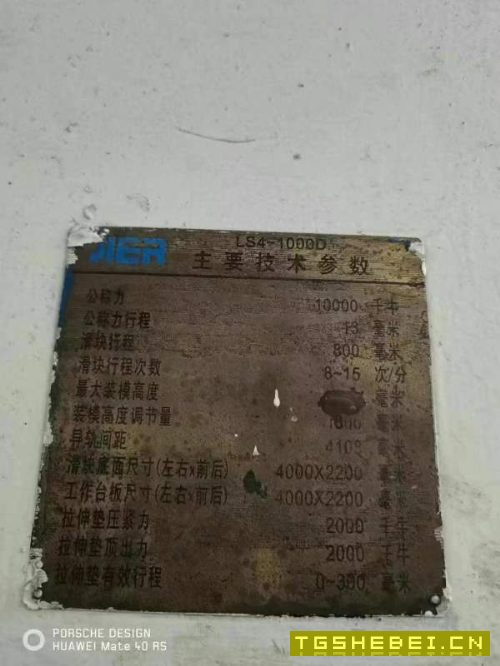 JIER LS4-1000D
主要技术参数
公称力 10000 千牛
公称力行程 13 毫米
滑块行程 800 毫米
滑块行程次数 8-15 次/分
最大装模高度 毫米
装模高度调节量 毫米
导轨间距 4108 毫米
滑块底面尺寸(左右x前后) 4000X2200 毫米
工作台板尺寸(左右x前后) 4000X2200 毫米
拉伸垫压紧力 2000 千牛
拉伸垫顶出力 2000 千牛
拉伸垫有效行程 0-300 毫米
PORSCHE DESIGN
HUAWEI Mate 40 RS
TGSHEBEI.CN